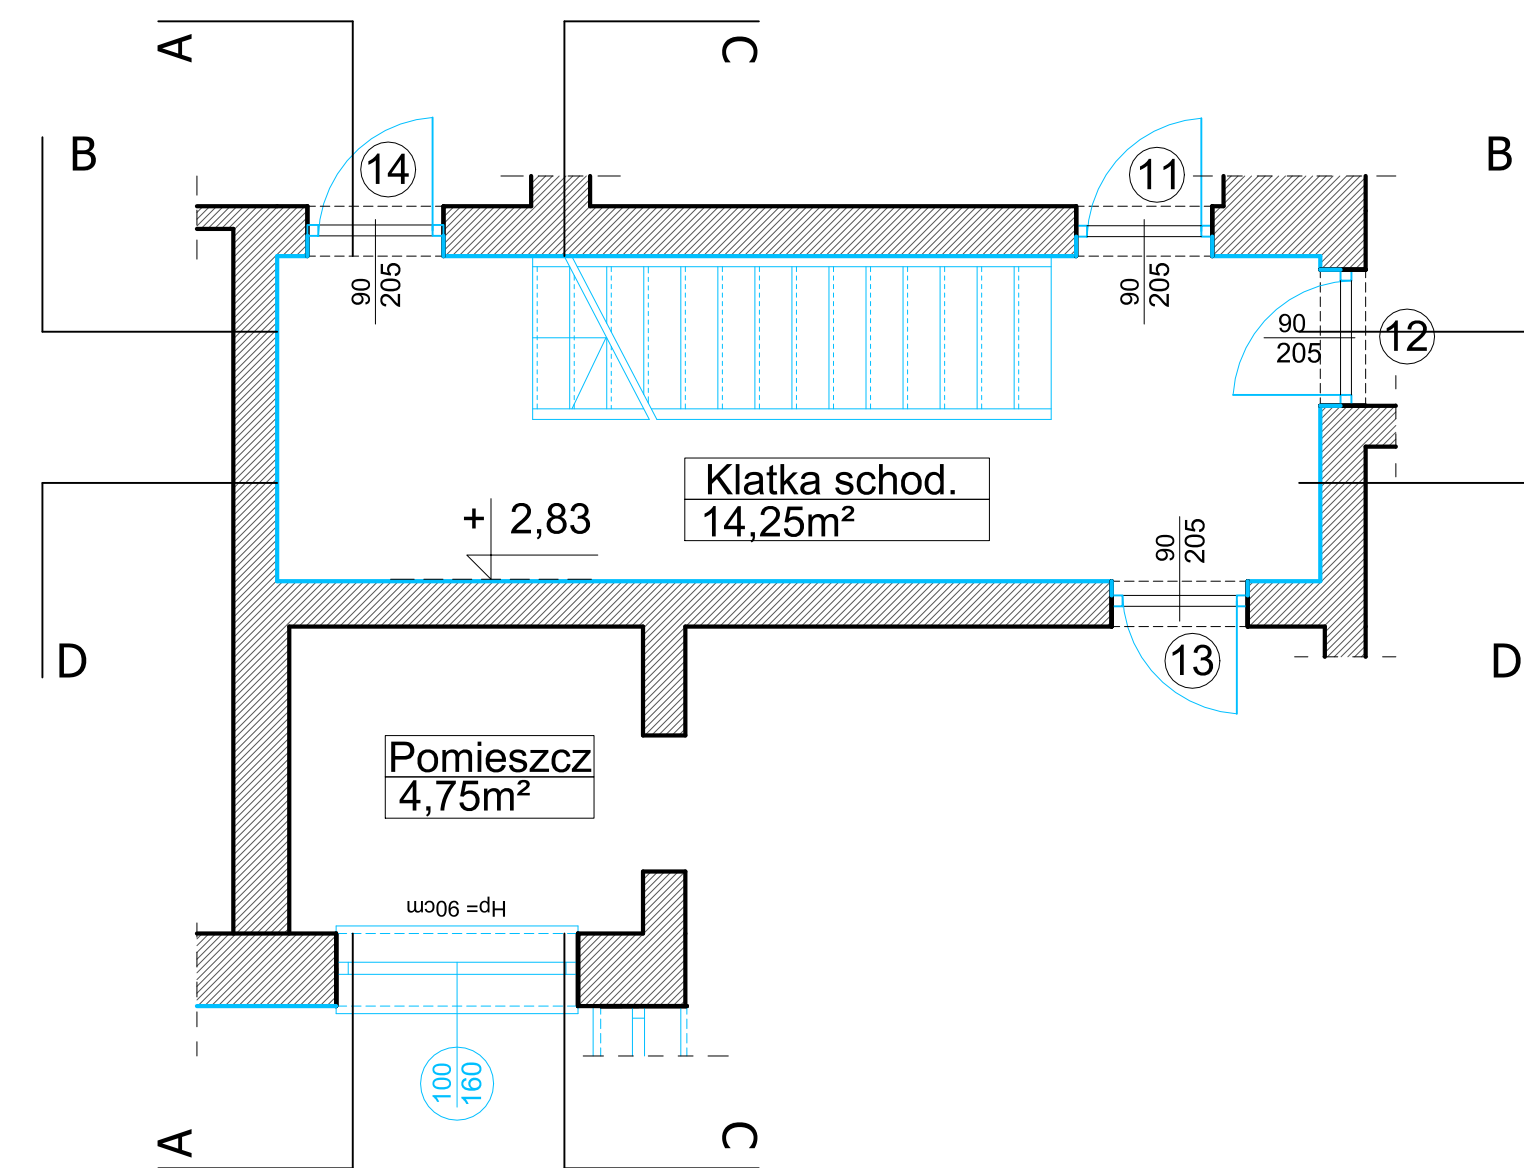 A
C
B
B
14
11
90
205
90
205
90
205
12
Klatka schod.
14,25m²
+ 2,83
90
205
D
D
13
Pomieszcz
4,75m²
Hp= 90cm
100
160
A
C